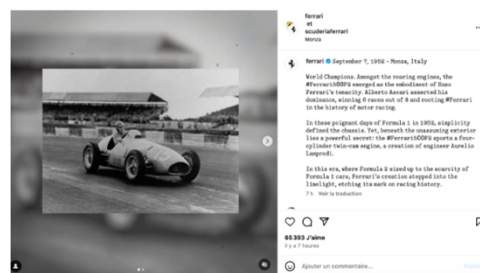 ferrari
et
scuderiaferrari
Monza
ferrari September 7, 1952 - Monza, Italy
World Champions. Amongst the roaring engines, the
#Ferrari500F2 emerged as the embodiment of Enzo
Ferrari's tenacity. Alberto Ascari asserted his
dominance, winning 6 races out of 8 and rooting #Ferrari
in the history of motor racing.
In these poignant days of Formula 1 in 1952, simplicity
defined the chassis. Yet, beneath the unassuming exterior
lies a powerful secret: the #Ferrari500F2 sports a four-
cylinder twin-cam engine, a creation of engineer Aurelio
Lampredi.
In this era, where Formula 2 sized up to the scarcity of
Formula 1 cars, Ferrari's creation stepped into the
limelight, etching its mark on racing history.
7 h Voir la traduction
65 303 J'aime
il y a 7 heures
Ajouter un commentaire...